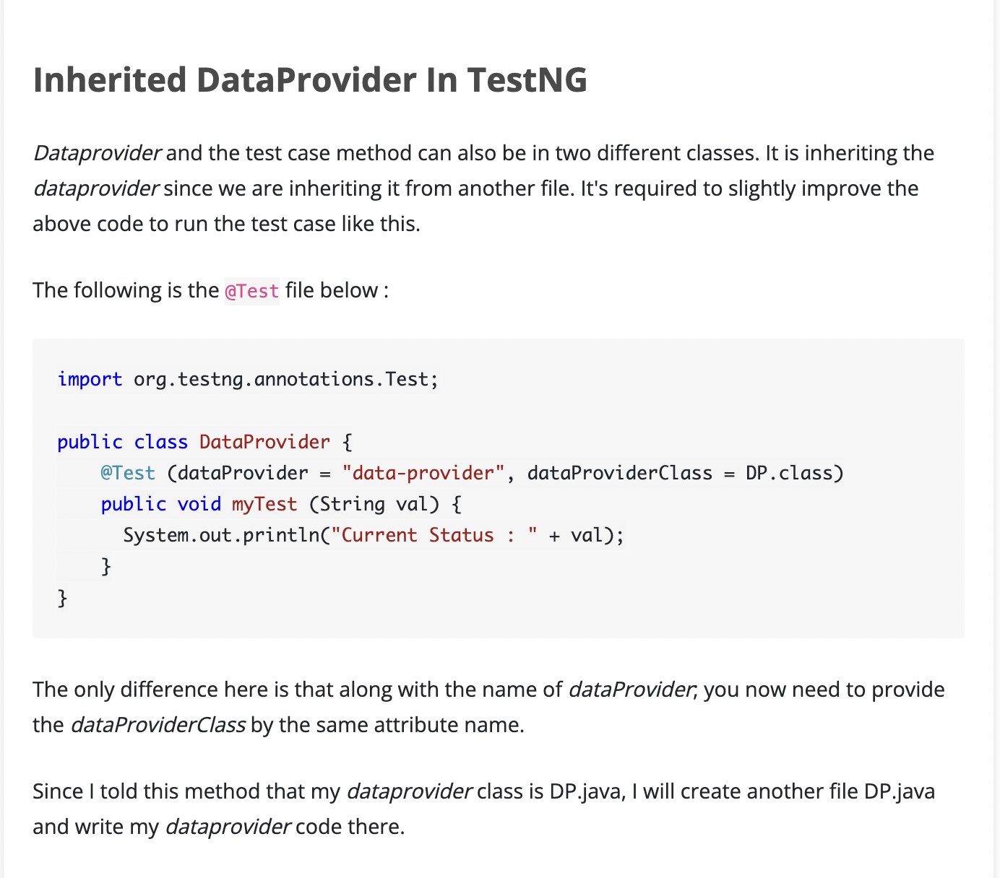 Inherited DataProvider In TestNG
Dataprovider and the test case method can also be in two different classes. It is inheriting the
dataprovider since we are inheriting it from another file. It's required to slightly improve the
above code to run the test case like this.
The following is the @Test file below :
import org.testng.annotations.Test;
public class DataProvider {
@Test (dataProvider = "data-provider", dataProviderClass = DP.class)
public void myTest (String val) {
System.out.println("Current Status : " + val);
}
}
The only difference here is that along with the name of dataProvider, you now need to provide
the dataProviderClass by the same attribute name.
Since I told this method that my dataprovider class is DP.java, I will create another file DP.java
and write my dataprovider code there.